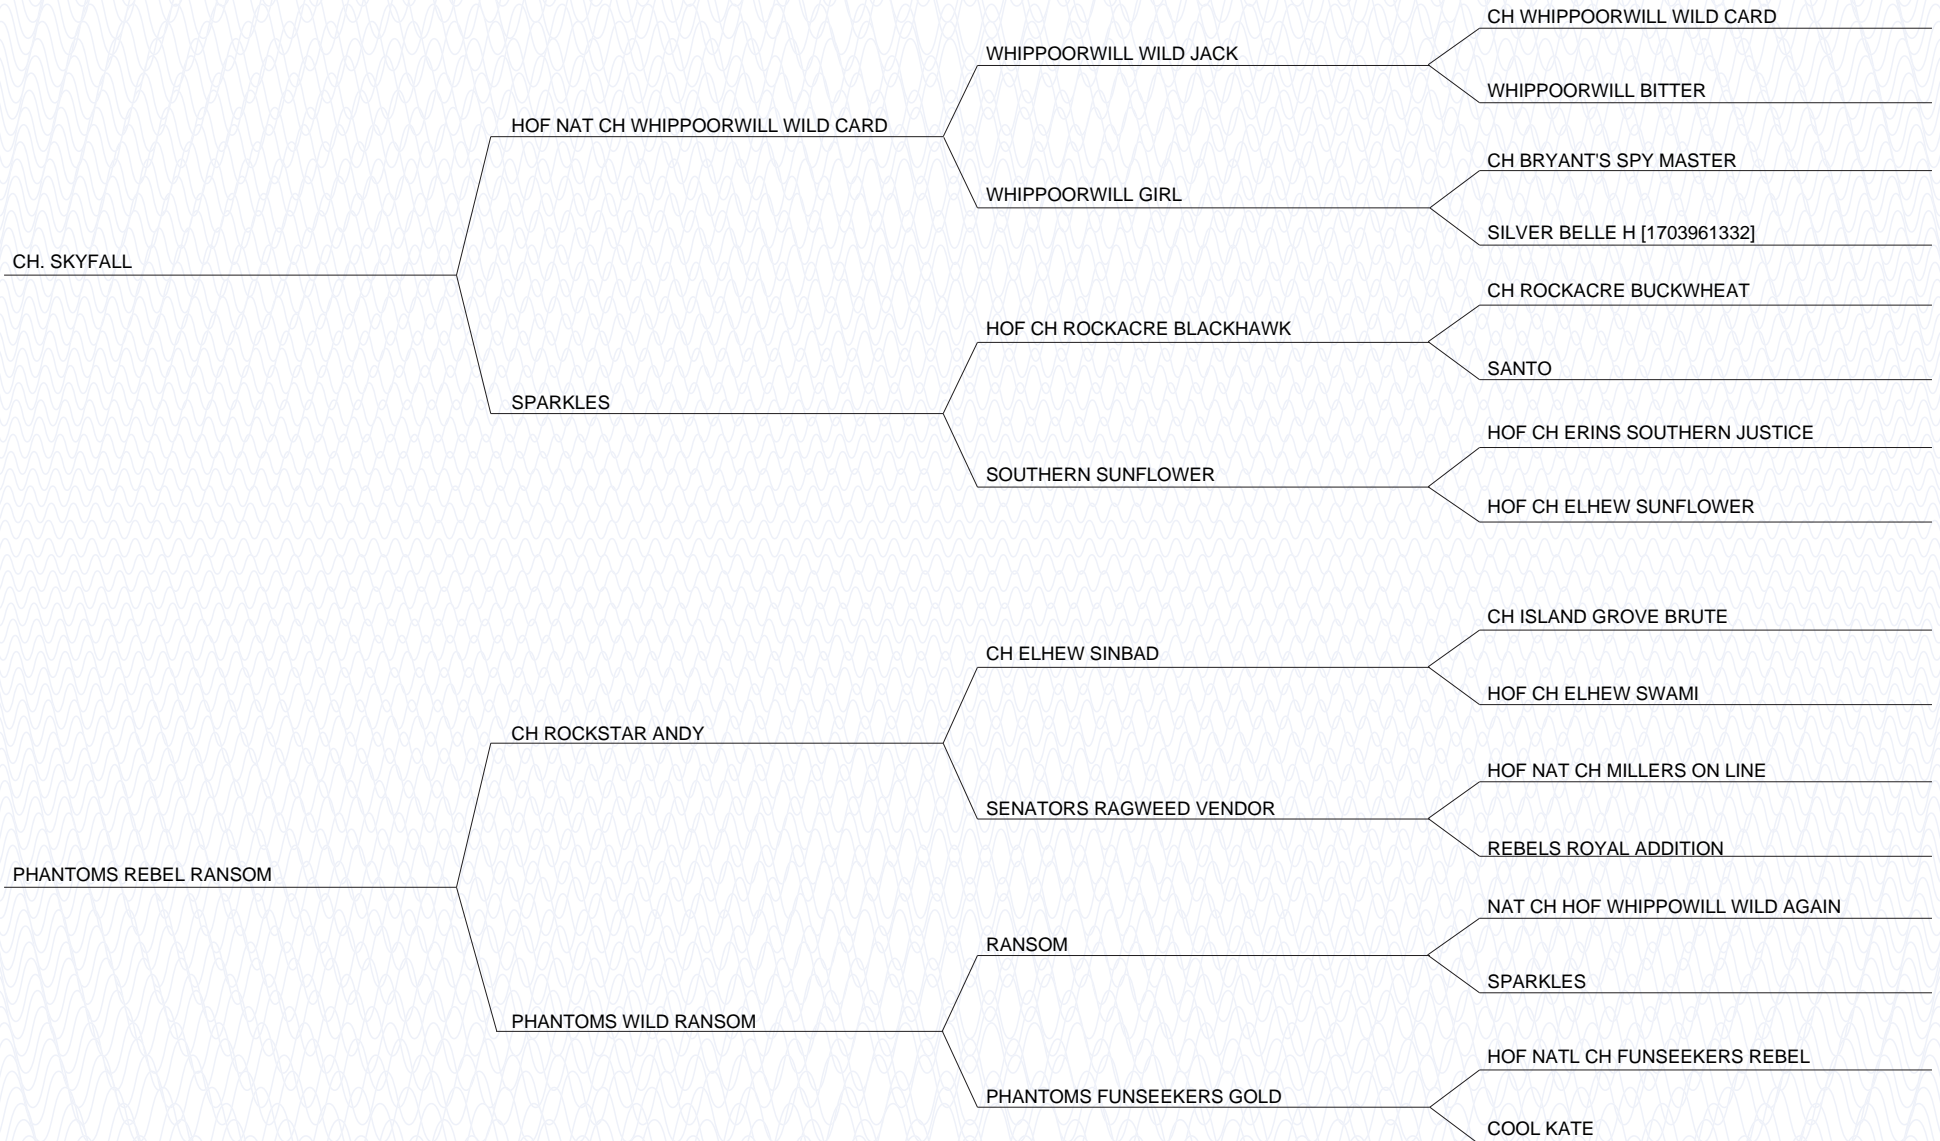 CH WHIPPOORWILL WILD CARD
WHIPPOORWILL WILD JACK
WHIPPOORWILL BITTER
HOF NAT CH WHIPPOORWILL WILD CARD
CH BRYANT'S SPY MASTER
WHIPPOORWILL GIRL
SILVER BELLE H [1703961332]
CH. SKYFALL
CH ROCKACRE BUCKWHEAT
HOF CH ROCKACRE BLACKHAWK
SANTO
SPARKLES
HOF CH ERINS SOUTHERN JUSTICE
SOUTHERN SUNFLOWER
HOF CH ELHEW SUNFLOWER
CH ISLAND GROVE BRUTE
CH ELHEW SINBAD
HOF CH ELHEW SWAMI
CH ROCKSTAR ANDY
HOF NAT CH MILLERS ON LINE
SENATORS RAGWEED VENDOR
REBELS ROYAL ADDITION
PHANTOMS REBEL RANSOM
NAT CH HOF WHIPPOWILL WILD AGAIN
RANSOM
SPARKLES
PHANTOMS WILD RANSOM
HOF NATL CH FUNSEEKERS REBEL
PHANTOMS FUNSEEKERS GOLD
COOL KATE